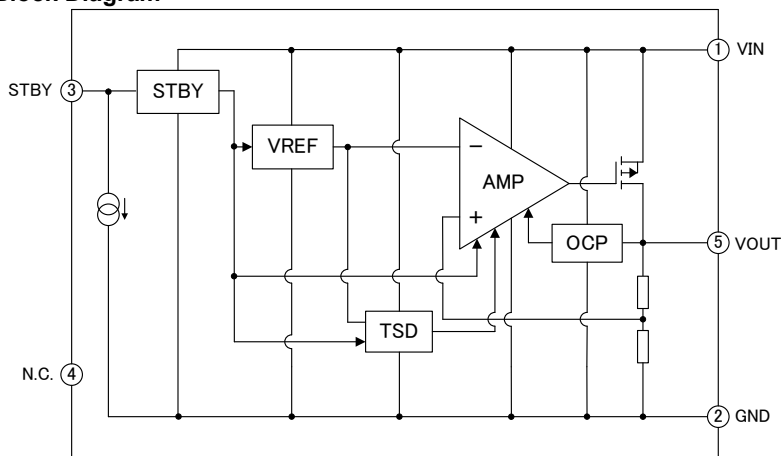 Block Diagram
1 VIN
STBY 3 STBY
VREF
−
AMP
+
OCP
5 VOUT
TSD
N.C. 4
2 GND